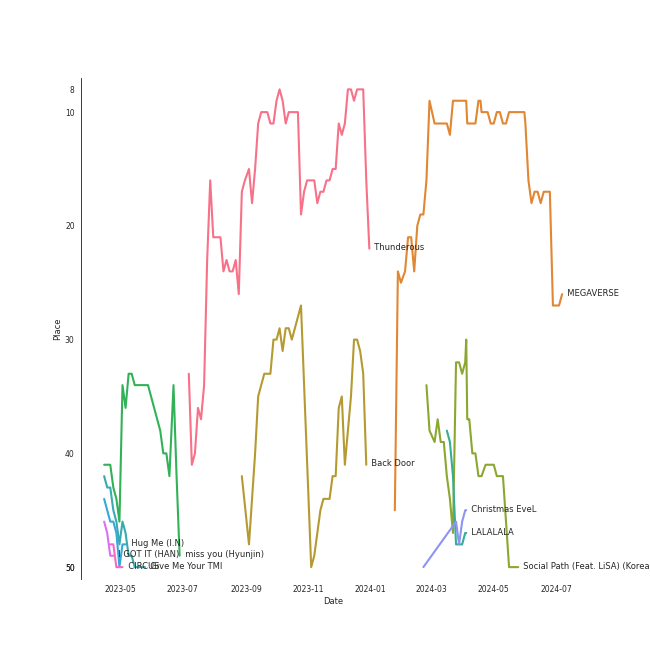 8
10
20
Thunderous
MEGAVERSE
Place
30
40
Back Door
Christmas EveL
LALALALA
Hug Me (I.N)
I GOT IT (HAN)
miss you (Hyunjin)
50
CIRCUS
Give Me Your TMI
Social Path (Feat. LiSA) (Korea
2023-05
2023-07
2023-09
2023-11
2024-01
2024-03
2024-05
2024-07
Date